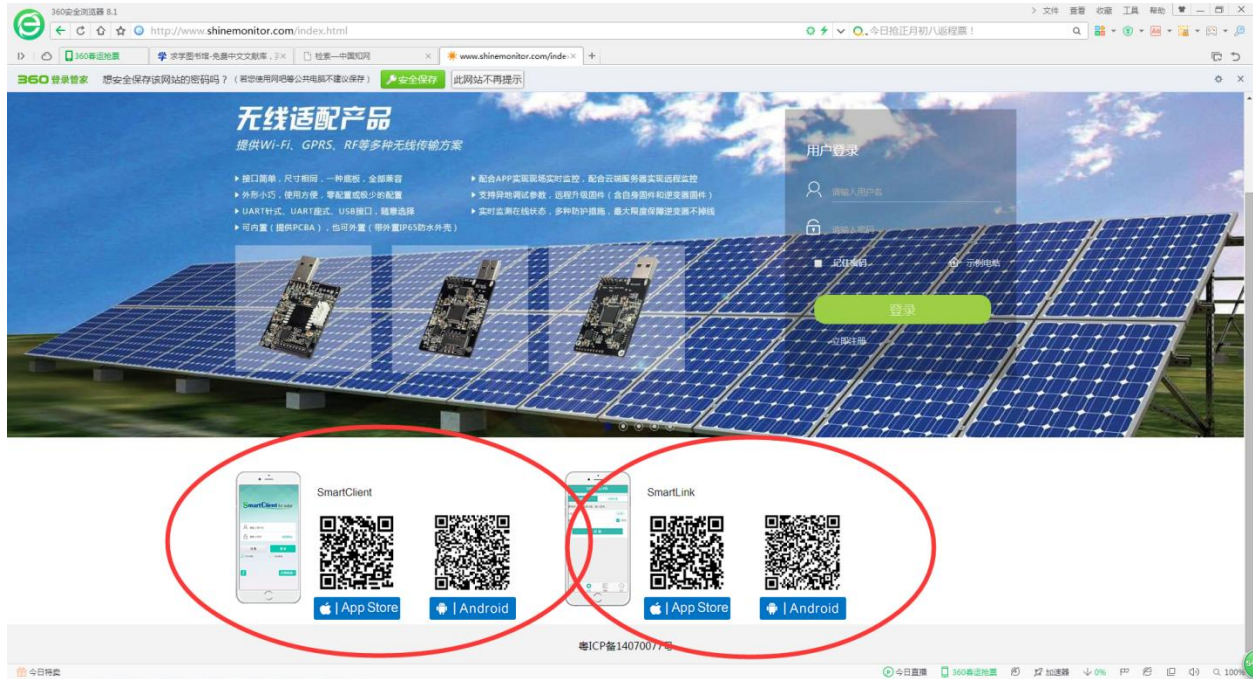 360安全浏览器 8.1
文件 查看 收藏 工具 帮助
http://www.shinemonitor.com/index.html
今日抢正月初八返程票！
360春运抢票
求学图书馆-免费中文文献库，
检索—中国知网
www.shinemonitor.com/inde
360登录管家 想安全保存该网站的密码吗？（若您使用网吧等公共电脑不建议保存） 安全保存 此网站不再提示
无线适配产品
提供Wi-Fi、GPRS、RF等多种无线传输方案
接口简单，尺寸相同，一种底板，全部兼容
外形小巧，使用方便，零配置或极少的配置
UART针式、UART座式、USB接口，随意选择
可内置（提供PCBA），也可外置（带外置IP65防水外壳）
配合APP实现现场实时监控，配合云端服务器实现远程监控
支持异地调试参数，远程升级固件（含自身固件和逆变器固件）
实时监测在线状态，多种防护措施，最大限度保障逆变器不掉线
用户登录
请输入用户名
请输入密码
记住密码
示例电站
登录
立即注册
SmartClient
SmartClient
App Store
Android
SmartLink
App Store
Android
粤ICP备14070077号
今日特卖
今日直播
360春运抢票
加速器
0%
100%